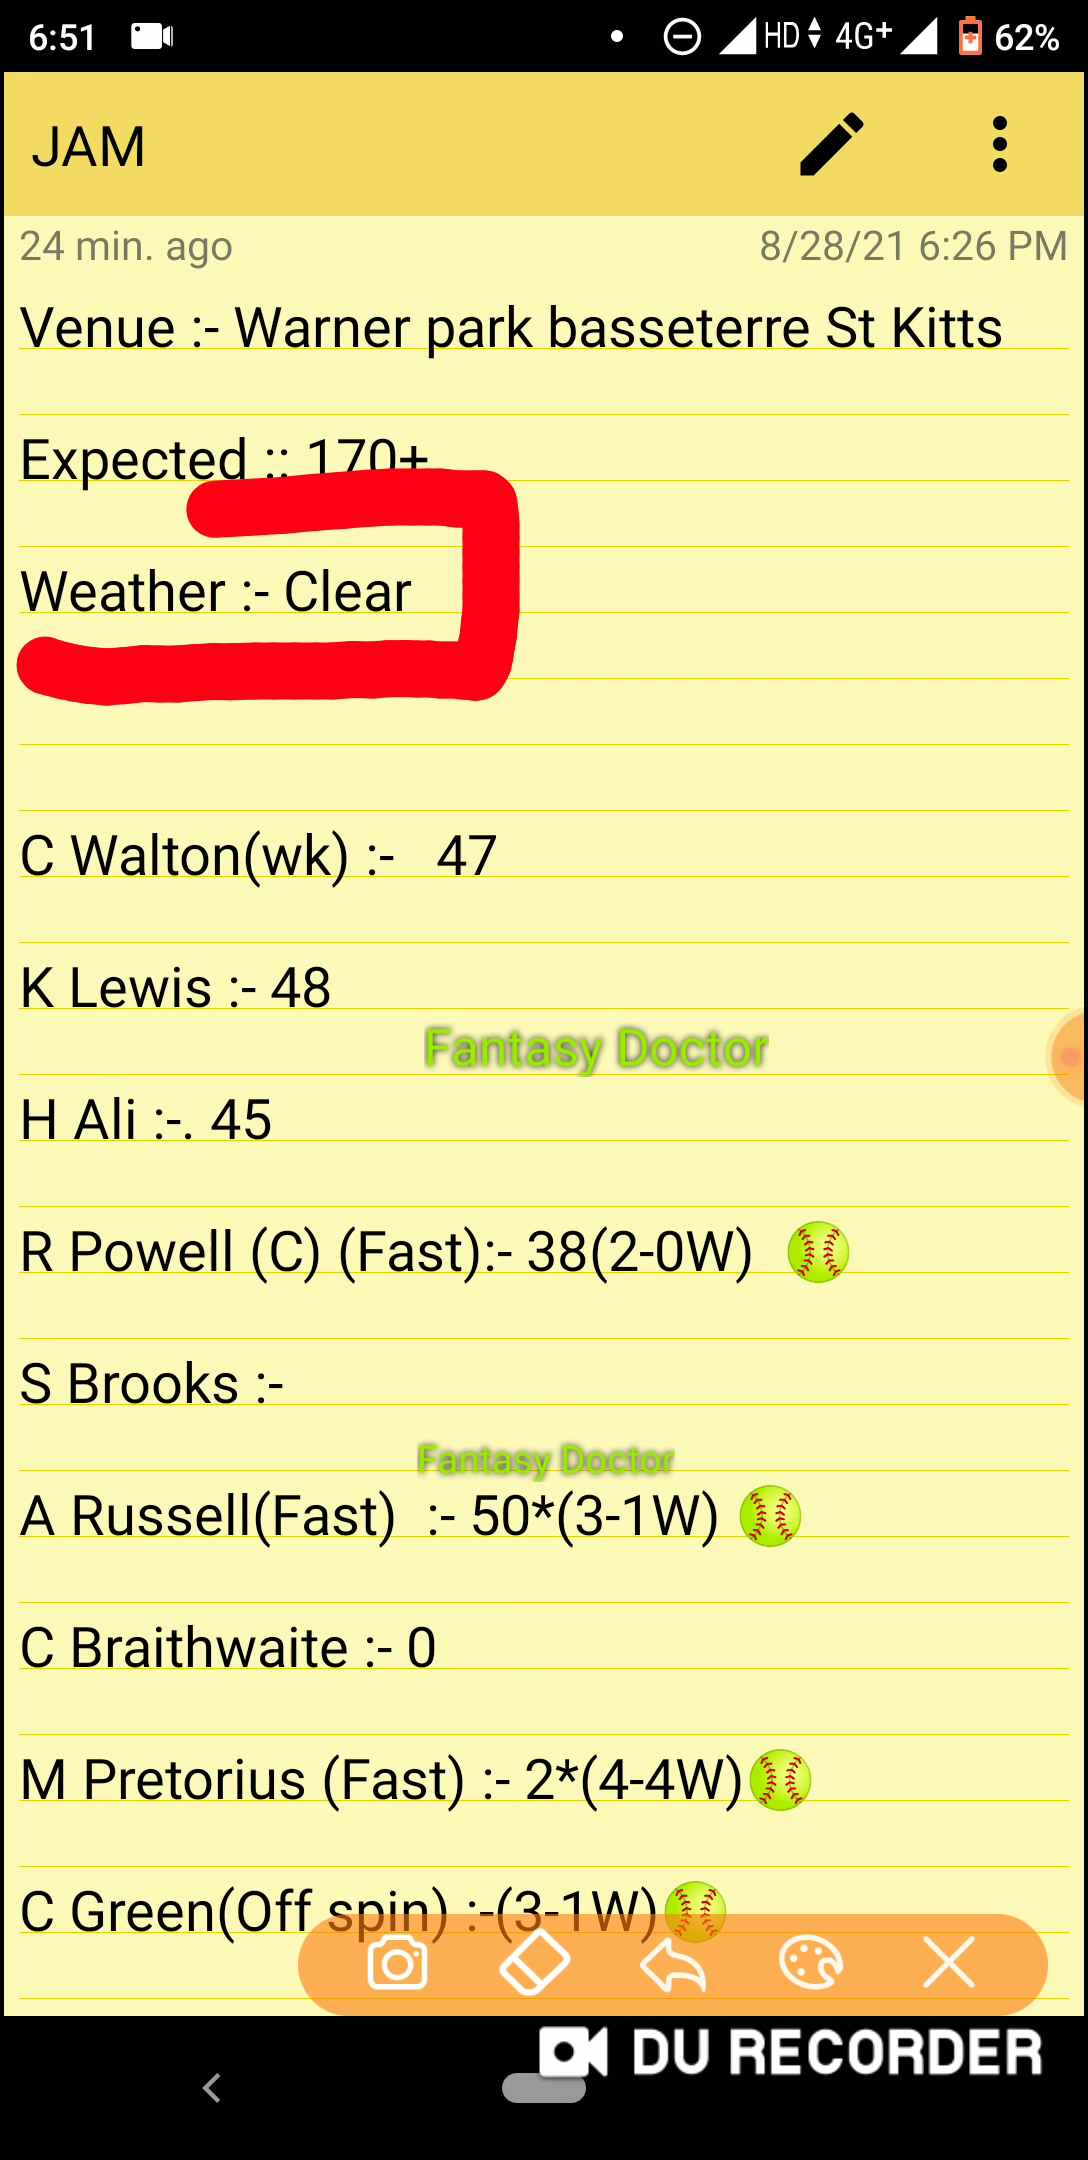 6:51 HD 4G+ 62%
JAM
24 min. ago 8/28/21 6:26 PM
Venue :- Warner park basseterre St Kitts
Expected :: 170+
Weather :- Clear
C Walton(wk) :- 47
K Lewis :- 48
Fantasy Doctor
H Ali :-. 45
R Powell (C) (Fast):- 38(2-0W)
S Brooks :-
Fantasy Doctor
A Russell(Fast) :- 50*(3-1W)
C Braithwaite :- 0
M Pretorius (Fast) :- 2*(4-4W)
C Green(Off spin) :-(3-1W)
DU RECORDER